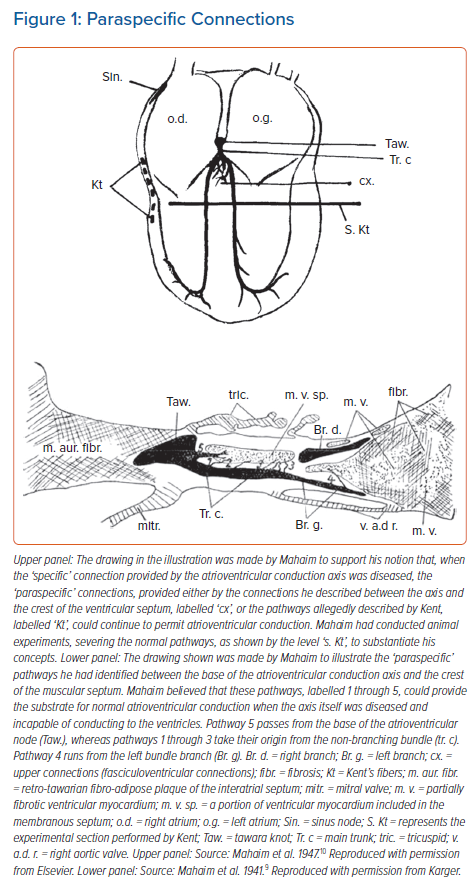 Figure 1: Paraspecific Connections
Sin.
o.d.
o.g.
Taw.
Tr. c
Kt
cx.
S. Kt
tric.
m. v. sp.
m. v.
fibr.
Taw.
Br. d.
m. aur. fibr.
mitr.
Tr. c.
Br. g.
v. a.d r.
m. v.
Upper panel: The drawing in the illustration was made by Mahaim to support his notion that, when
the ‘specific’ connection provided by the atrioventricular conduction axis was diseased, the
‘paraspecific’ connections, provided either by the connections he described between the axis and
the crest of the ventricular septum, labelled ‘cx’, or the pathways allegedly described by Kent,
labelled ‘Kt’, could continue to permit atrioventricular conduction. Mahaim had conducted animal
experiments, severing the normal pathways, as shown by the level ‘s. Kt’, to substantiate his
concepts. Lower panel: The drawing shown was made by Mahaim to illustrate the ‘paraspecific’
pathways he had identified between the base of the atrioventricular conduction axis and the crest
of the muscular septum. Mahaim believed that these pathways, labelled 1 through 5, could provide
the substrate for normal atrioventricular conduction when the axis itself was diseased and
incapable of conducting to the ventricles. Pathway 5 passes from the base of the atrioventricular
node (Taw.), whereas pathways 1 through 3 take their origin from the non-branching bundle (tr. c).
Pathway 4 runs from the left bundle branch (Br. g). Br. d. = right branch; Br. g. = left branch; cx. =
upper connections (fasciculoventricular connections); fibr. = fibrosis; Kt = Kent’s fibers; m. aur. fibr.
= retro-tawarian fibro-adipose plaque of the interatrial septum; mitr. = mitral valve; m. v. = partially
fibrotic ventricular myocardium; m. v. sp. = a portion of ventricular myocardium included in the
membranous septum; o.d. = right atrium; o.g. = left atrium; Sin. = sinus node; S. Kt = represents the
experimental section performed by Kent; Taw. = tawara knot; Tr. c = main trunk; tric. = tricuspid; v.
a.d. r. = right aortic valve. Upper panel: Source: Mahaim et al. 1947.10 Reproduced with permission
from Elsevier. Lower panel: Source: Mahaim et al. 1941.9 Reproduced with permission from Karger.